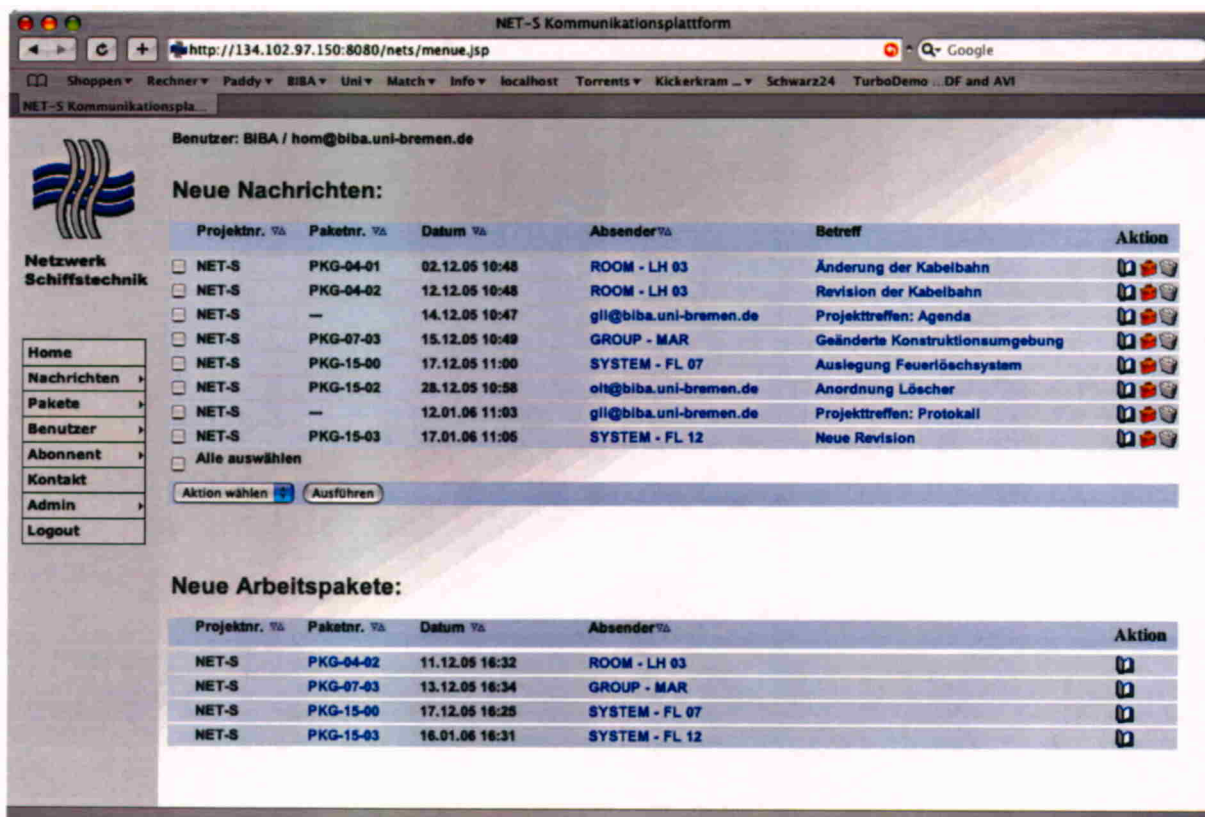 NET-S Kommunikationsplattform
http://134.102.97.150:8080/nets/menue.jsp
Google
Shoppen Rechner Paddy BIBA Uni Match Info localhost Torrents Kickerkram ... Schwarz24 TurboDemo ...DF and AVI
NET-S Kommunikationspla...
Benutzer: BIBA / hom@biba.uni-bremen.de
Netzwerk
Schiffstechnik
Home
Nachrichten
Pakete
Benutzer
Abonnent
Kontakt
Admin
Logout
Neue Nachrichten:
Projektnr. Paketnr. Datum Absender Betreff Aktion
NET-S PKG-04-01 02.12.05 10:48 ROOM - LH 03 Änderung der Kabelbahn
NET-S PKG-04-02 12.12.05 10:48 ROOM - LH 03 Revision der Kabelbahn
NET-S --- 14.12.05 10:47 gli@biba.uni-bremen.de Projekttreffen: Agenda
NET-S PKG-07-03 15.12.05 10:49 GROUP - MAR Geänderte Konstruktionsumgebung
NET-S PKG-15-00 17.12.05 11:00 SYSTEM - FL 07 Auslegung Feuerlöschsystem
NET-S PKG-15-02 28.12.05 10:58 olt@biba.uni-bremen.de Anordnung Löscher
NET-S --- 12.01.06 11:03 gli@biba.uni-bremen.de Projekttreffen: Protokall
NET-S PKG-15-03 17.01.06 11:05 SYSTEM - FL 12 Neue Revision
Alle auswählen
Aktion wählen Ausführen
Neue Arbeitspakete:
Projektnr. Paketnr. Datum Absender Aktion
NET-S PKG-04-02 11.12.05 16:32 ROOM - LH 03
NET-S PKG-07-03 13.12.05 16:34 GROUP - MAR
NET-S PKG-15-00 17.12.05 16:25 SYSTEM - FL 07
NET-S PKG-15-03 16.01.06 16:31 SYSTEM - FL 12